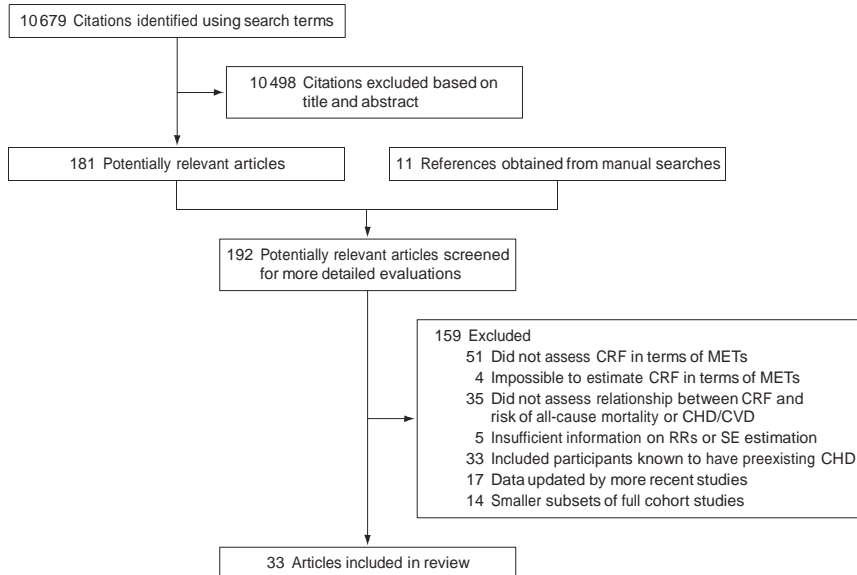 10 679 Citations identified using search terms
10 498 Citations excluded based on
title and abstract
181 Potentially relevant articles
11 References obtained from manual searches
192 Potentially relevant articles screened
for more detailed evaluations
159 Excluded
51 Did not assess CRF in terms of METs
4 Impossible to estimate CRF in terms of METs
35 Did not assess relationship between CRF and
risk of all-cause mortality or CHD/CVD
5 Insufficient information on RRs or SE estimation
33 Included participants known to have preexisting CHD
17 Data updated by more recent studies
14 Smaller subsets of full cohort studies
33 Articles included in review